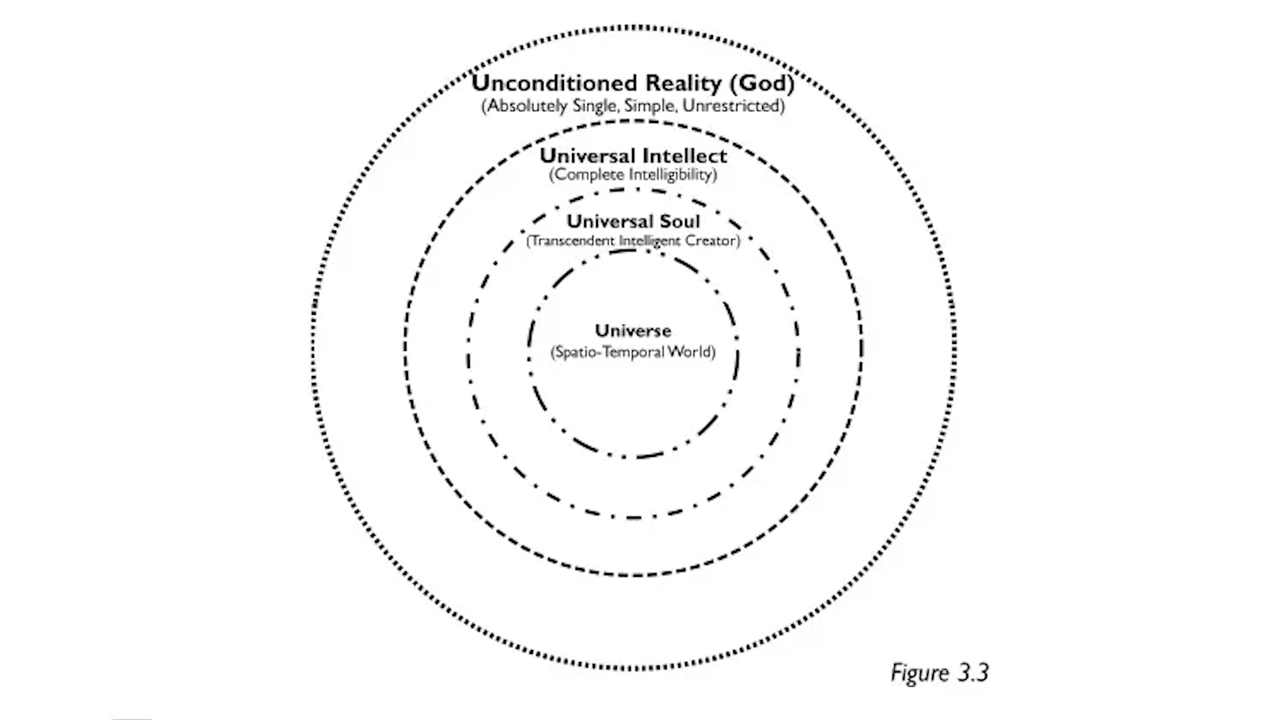 Unconditioned Reality (God)
(Absolutely Single, Simple, Unrestricted)
Universal Intellect
(Complete Intelligibility)
Universal Soul
(Transcendent Intelligent Creator)
Universe
(Spatio-Temporal World)
Figure 3.3